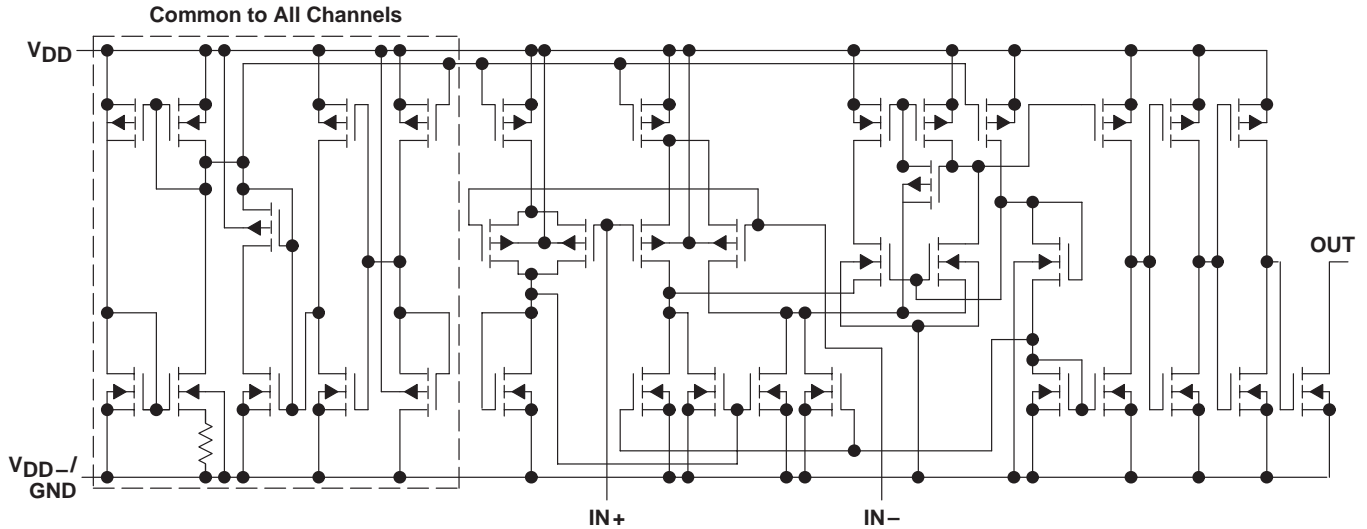 Common to All Channels
VDD
OUT
VDD−/
GND
IN+
IN−